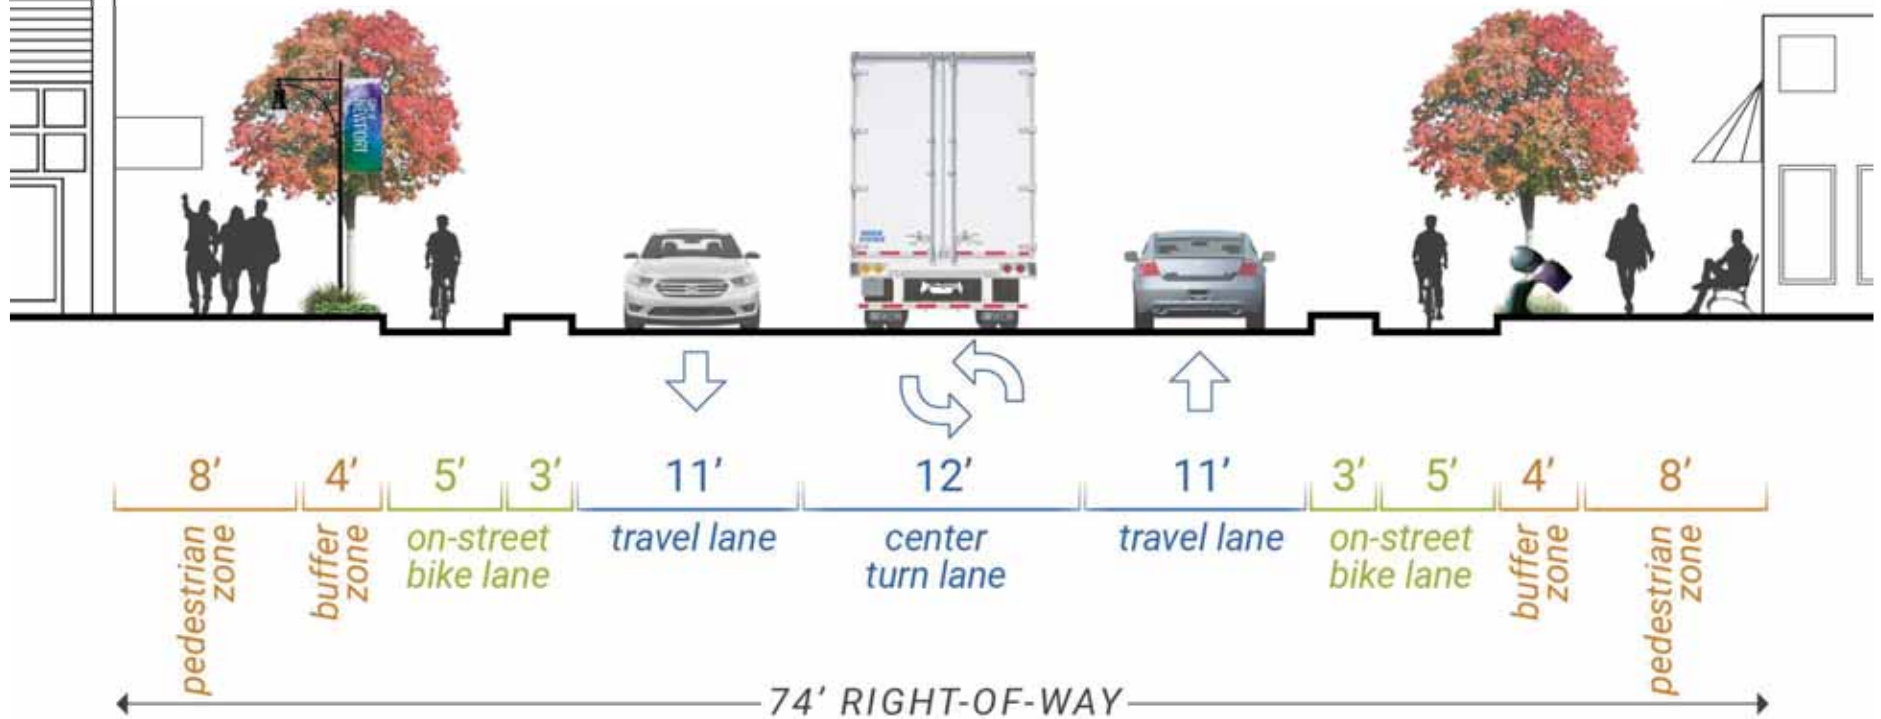 NEWPORT
8’ 4’ 5’ 3’ 11’ 12’ 11’ 3’ 5’ 4’ 8’
pedestrian
zone
buffer
zone
on-street
bike lane
travel lane
center
turn lane
travel lane
on-street
bike lane
buffer
zone
pedestrian
zone
74’ RIGHT-OF-WAY